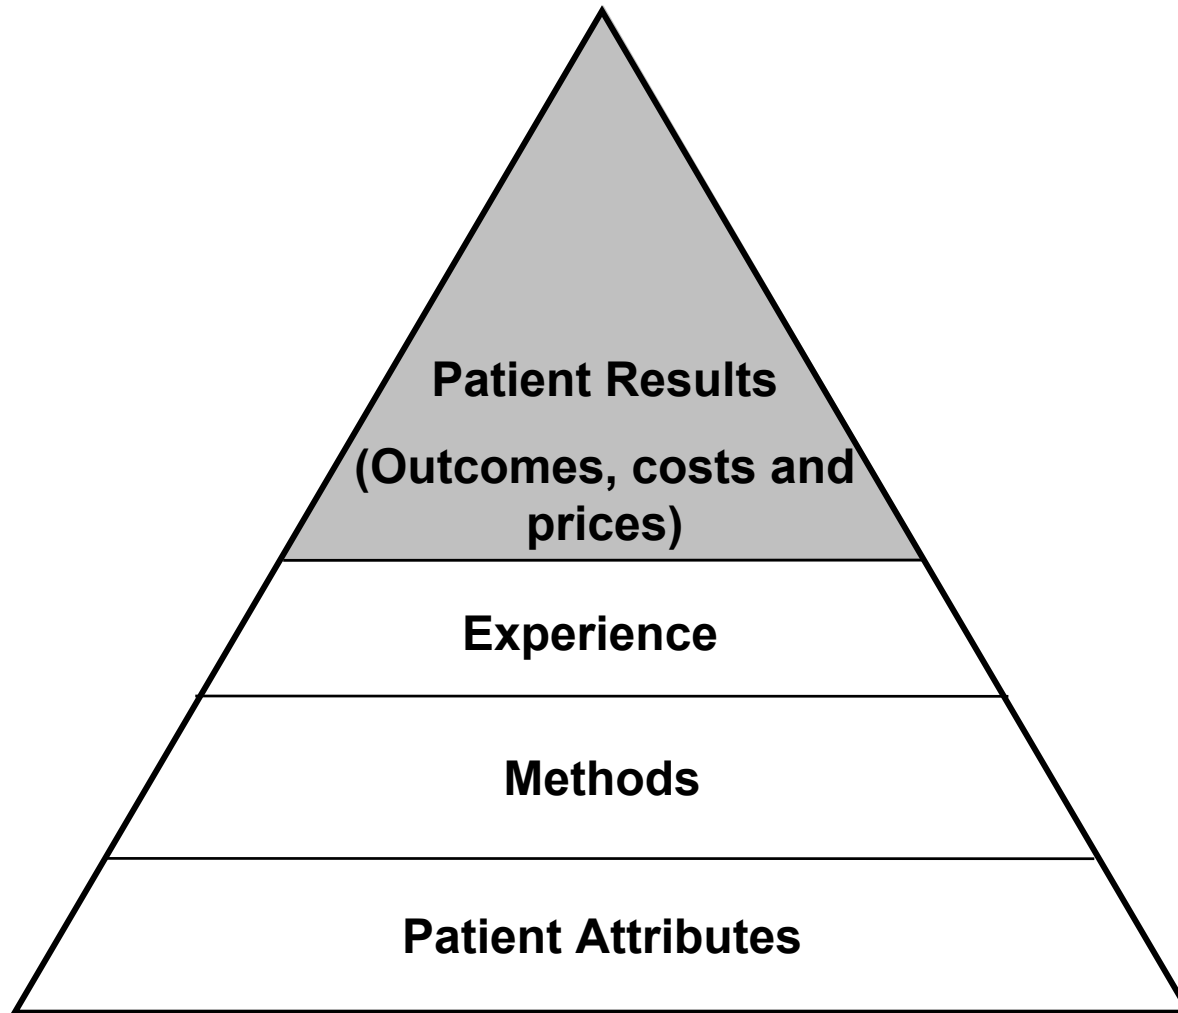 Patient Results
(Outcomes, costs and
prices)
Experience
Methods
Patient Attributes